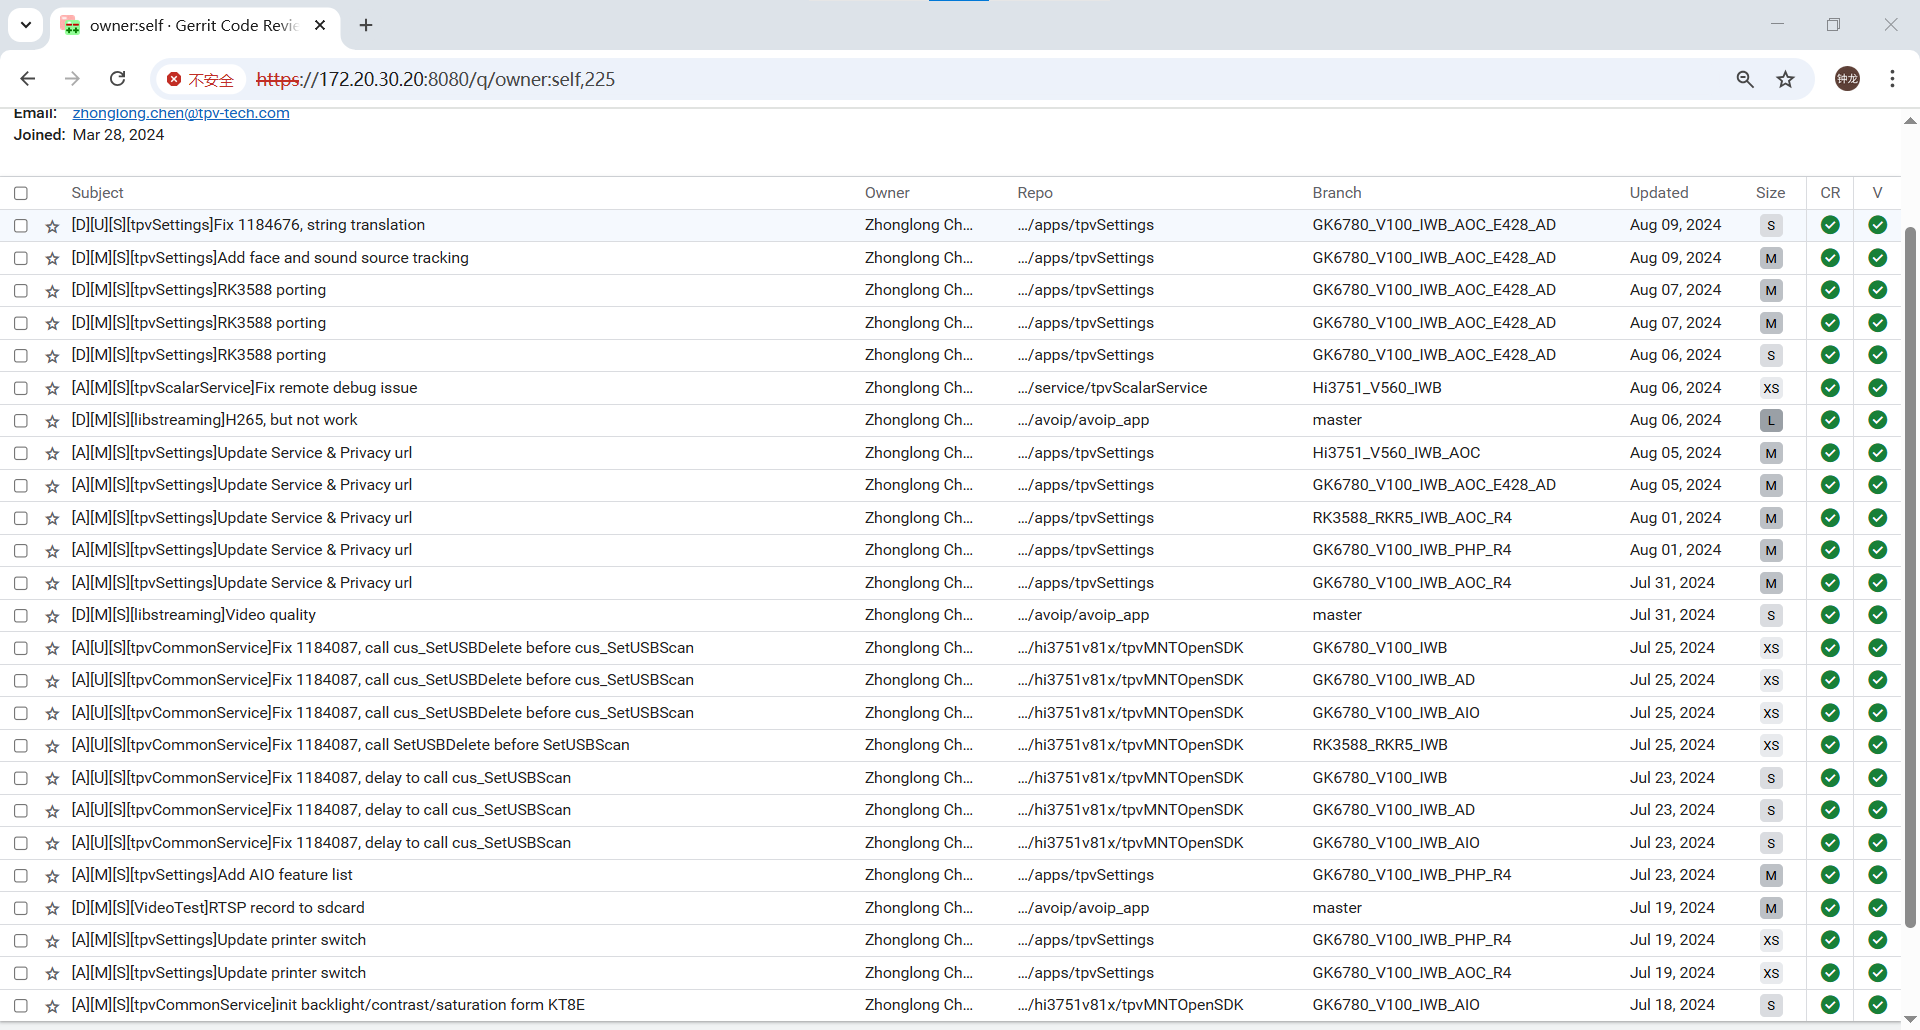 owner:self · Gerrit Code Revie
不安全 https://172.20.30.20:8080/q/owner:self,225 钟龙
Email: zhonglong.chen@tpv-tech.com
Joined: Mar 28, 2024
Subject Owner Repo Branch Updated Size CR V
[D][U][S][tpvSettings]Fix 1184676, string translation Zhonglong Ch... .../apps/tpvSettings GK6780_V100_IWB_AOC_E428_AD Aug 09, 2024 S
[D][M][S][tpvSettings]Add face and sound source tracking Zhonglong Ch... .../apps/tpvSettings GK6780_V100_IWB_AOC_E428_AD Aug 09, 2024 M
[D][M][S][tpvSettings]RK3588 porting Zhonglong Ch... .../apps/tpvSettings GK6780_V100_IWB_AOC_E428_AD Aug 07, 2024 M
[D][M][S][tpvSettings]RK3588 porting Zhonglong Ch... .../apps/tpvSettings GK6780_V100_IWB_AOC_E428_AD Aug 07, 2024 M
[D][M][S][tpvSettings]RK3588 porting Zhonglong Ch... .../apps/tpvSettings GK6780_V100_IWB_AOC_E428_AD Aug 06, 2024 S
[A][M][S][tpvScalarService]Fix remote debug issue Zhonglong Ch... .../service/tpvScalarService Hi3751_V560_IWB Aug 06, 2024 XS
[D][M][S][libstreaming]H265, but not work Zhonglong Ch... .../avoip/avoip_app master Aug 06, 2024 L
[A][M][S][tpvSettings]Update Service & Privacy url Zhonglong Ch... .../apps/tpvSettings Hi3751_V560_IWB_AOC Aug 05, 2024 M
[A][M][S][tpvSettings]Update Service & Privacy url Zhonglong Ch... .../apps/tpvSettings GK6780_V100_IWB_AOC_E428_AD Aug 05, 2024 M
[A][M][S][tpvSettings]Update Service & Privacy url Zhonglong Ch... .../apps/tpvSettings RK3588_RKR5_IWB_AOC_R4 Aug 01, 2024 M
[A][M][S][tpvSettings]Update Service & Privacy url Zhonglong Ch... .../apps/tpvSettings GK6780_V100_IWB_PHP_R4 Aug 01, 2024 M
[A][M][S][tpvSettings]Update Service & Privacy url Zhonglong Ch... .../apps/tpvSettings GK6780_V100_IWB_AOC_R4 Jul 31, 2024 M
[D][M][S][libstreaming]Video quality Zhonglong Ch... .../avoip/avoip_app master Jul 31, 2024 S
[A][U][S][tpvCommonService]Fix 1184087, call cus_SetUSBDelete before cus_SetUSBScan Zhonglong Ch... .../hi3751v81x/tpvMNTOpenSDK GK6780_V100_IWB Jul 25, 2024 XS
[A][U][S][tpvCommonService]Fix 1184087, call cus_SetUSBDelete before cus_SetUSBScan Zhonglong Ch... .../hi3751v81x/tpvMNTOpenSDK GK6780_V100_IWB_AD Jul 25, 2024 XS
[A][U][S][tpvCommonService]Fix 1184087, call cus_SetUSBDelete before cus_SetUSBScan Zhonglong Ch... .../hi3751v81x/tpvMNTOpenSDK GK6780_V100_IWB_AIO Jul 25, 2024 XS
[A][U][S][tpvCommonService]Fix 1184087, call SetUSBDelete before SetUSBScan Zhonglong Ch... .../hi3751v81x/tpvMNTOpenSDK RK3588_RKR5_IWB Jul 25, 2024 XS
[A][U][S][tpvCommonService]Fix 1184087, delay to call cus_SetUSBScan Zhonglong Ch... .../hi3751v81x/tpvMNTOpenSDK GK6780_V100_IWB Jul 23, 2024 S
[A][U][S][tpvCommonService]Fix 1184087, delay to call cus_SetUSBScan Zhonglong Ch... .../hi3751v81x/tpvMNTOpenSDK GK6780_V100_IWB_AD Jul 23, 2024 S
[A][U][S][tpvCommonService]Fix 1184087, delay to call cus_SetUSBScan Zhonglong Ch... .../hi3751v81x/tpvMNTOpenSDK GK6780_V100_IWB_AIO Jul 23, 2024 S
[A][M][S][tpvSettings]Add AIO feature list Zhonglong Ch... .../apps/tpvSettings GK6780_V100_IWB_PHP_R4 Jul 23, 2024 M
[D][M][S][VideoTest]RTSP record to sdcard Zhonglong Ch... .../avoip/avoip_app master Jul 19, 2024 M
[A][M][S][tpvSettings]Update printer switch Zhonglong Ch... .../apps/tpvSettings GK6780_V100_IWB_PHP_R4 Jul 19, 2024 XS
[A][M][S][tpvSettings]Update printer switch Zhonglong Ch... .../apps/tpvSettings GK6780_V100_IWB_AOC_R4 Jul 19, 2024 XS
[A][M][S][tpvCommonService]init backlight/contrast/saturation form KT8E Zhonglong Ch... .../hi3751v81x/tpvMNTOpenSDK GK6780_V100_IWB_AIO Jul 18, 2024 S